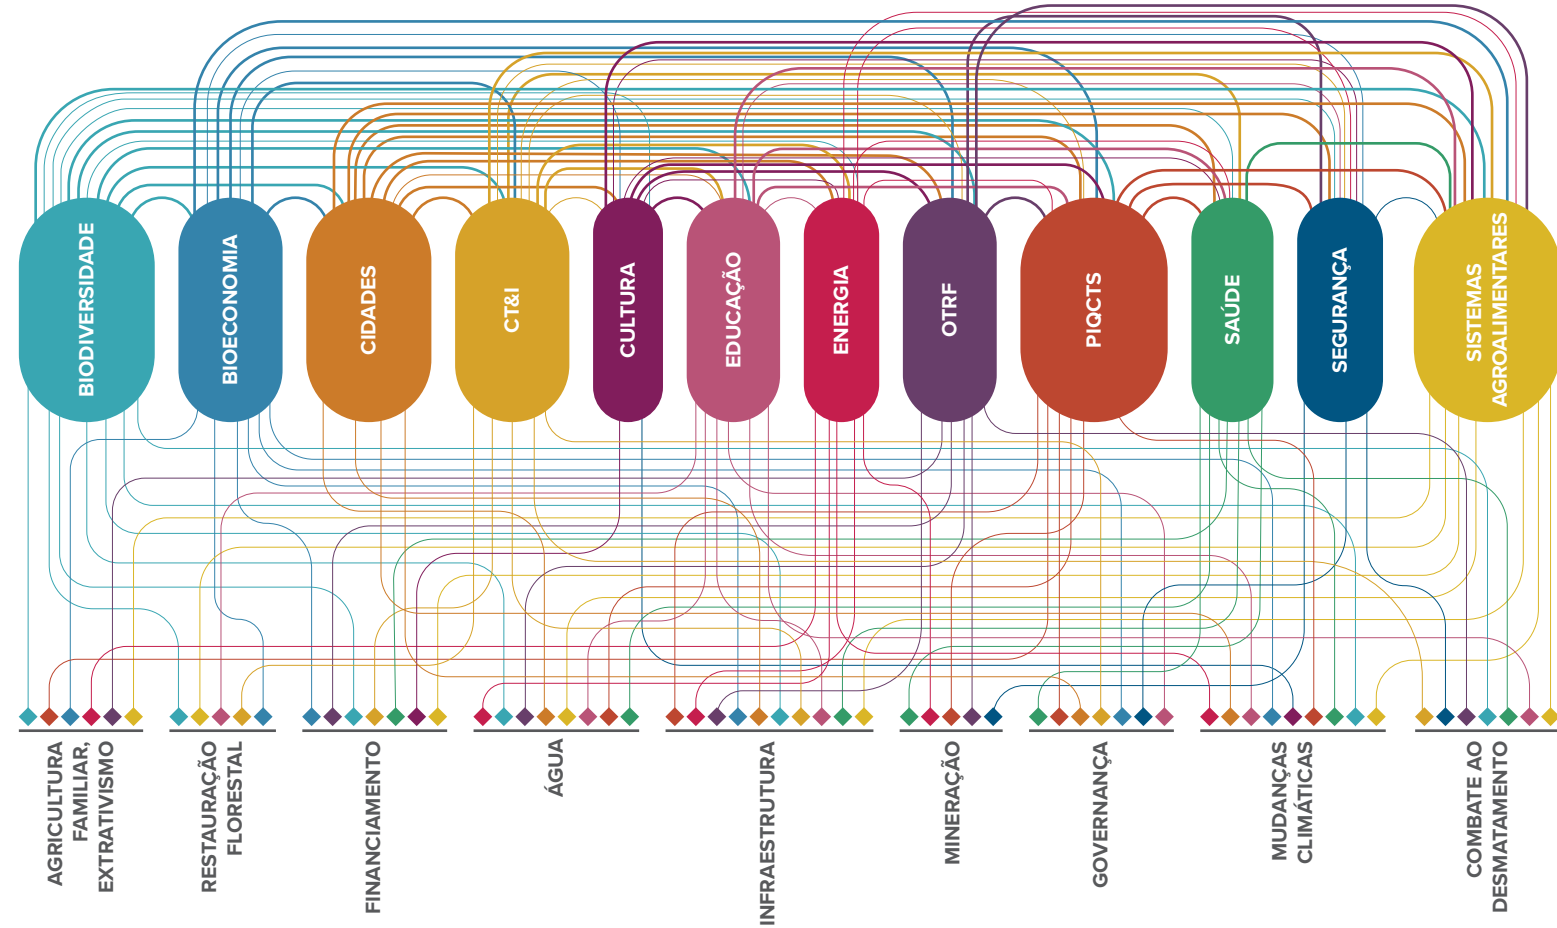 BIODIVERSIDADE
BIOECONOMIA
CIDADES
CT&I
CULTURA
EDUCAÇÃO
ENERGIA
OTRF
PIQCTS
SAÚDE
SEGURANÇA
SISTEMAS
AGROALIMENTARES
AGRICULTURA
FAMILIAR,
EXTRATIVISMO
RESTAURAÇÃO
FLORESTAL
FINANCIAMENTO
ÁGUA
INFRAESTRUTURA
MINERAÇÃO
GOVERNANÇA
MUDANÇAS
CLIMÁTICAS
COMBATE AO
DESMATAMENTO